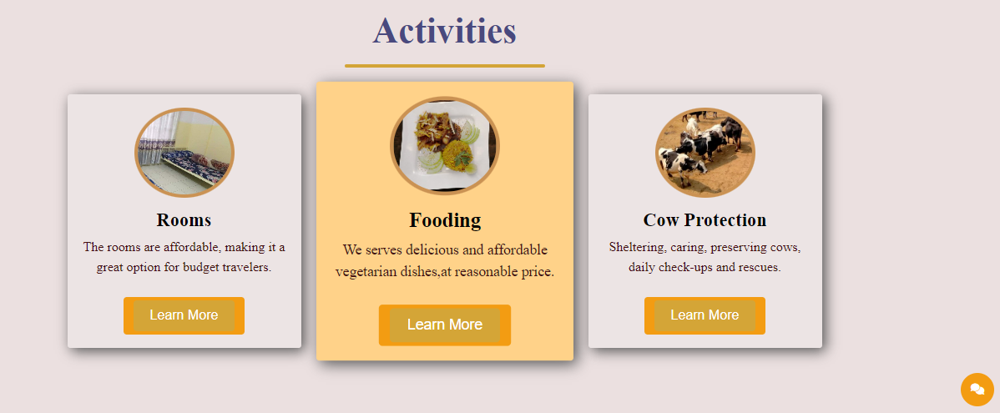 Activities
Rooms
The rooms are affordable, making it a
great option for budget travelers.
Learn More
Fooding
We serves delicious and affordable
vegetarian dishes,at reasonable price.
Learn More
Cow Protection
Sheltering, caring, preserving cows,
daily check-ups and rescues.
Learn More